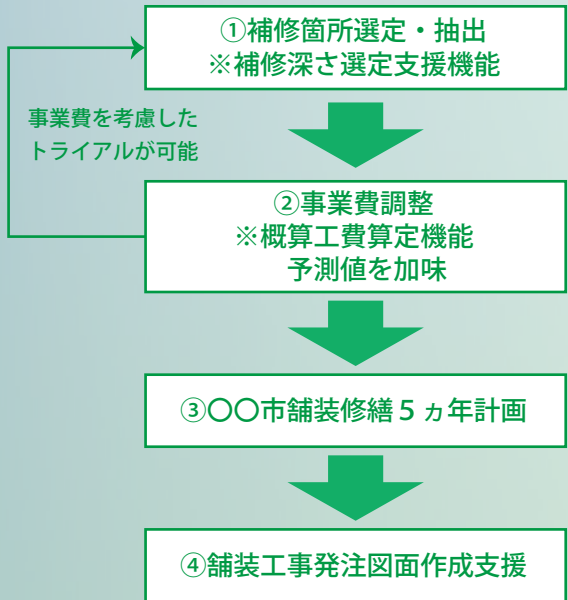 ①補修箇所選定・抽出
※補修深さ選定支援機能
事業費を考慮した
トライアルが可能
②事業費調整
※概算工費算定機能
予測値を加味
③〇〇市舗装修繕５ヵ年計画
④舗装工事発注図面作成支援